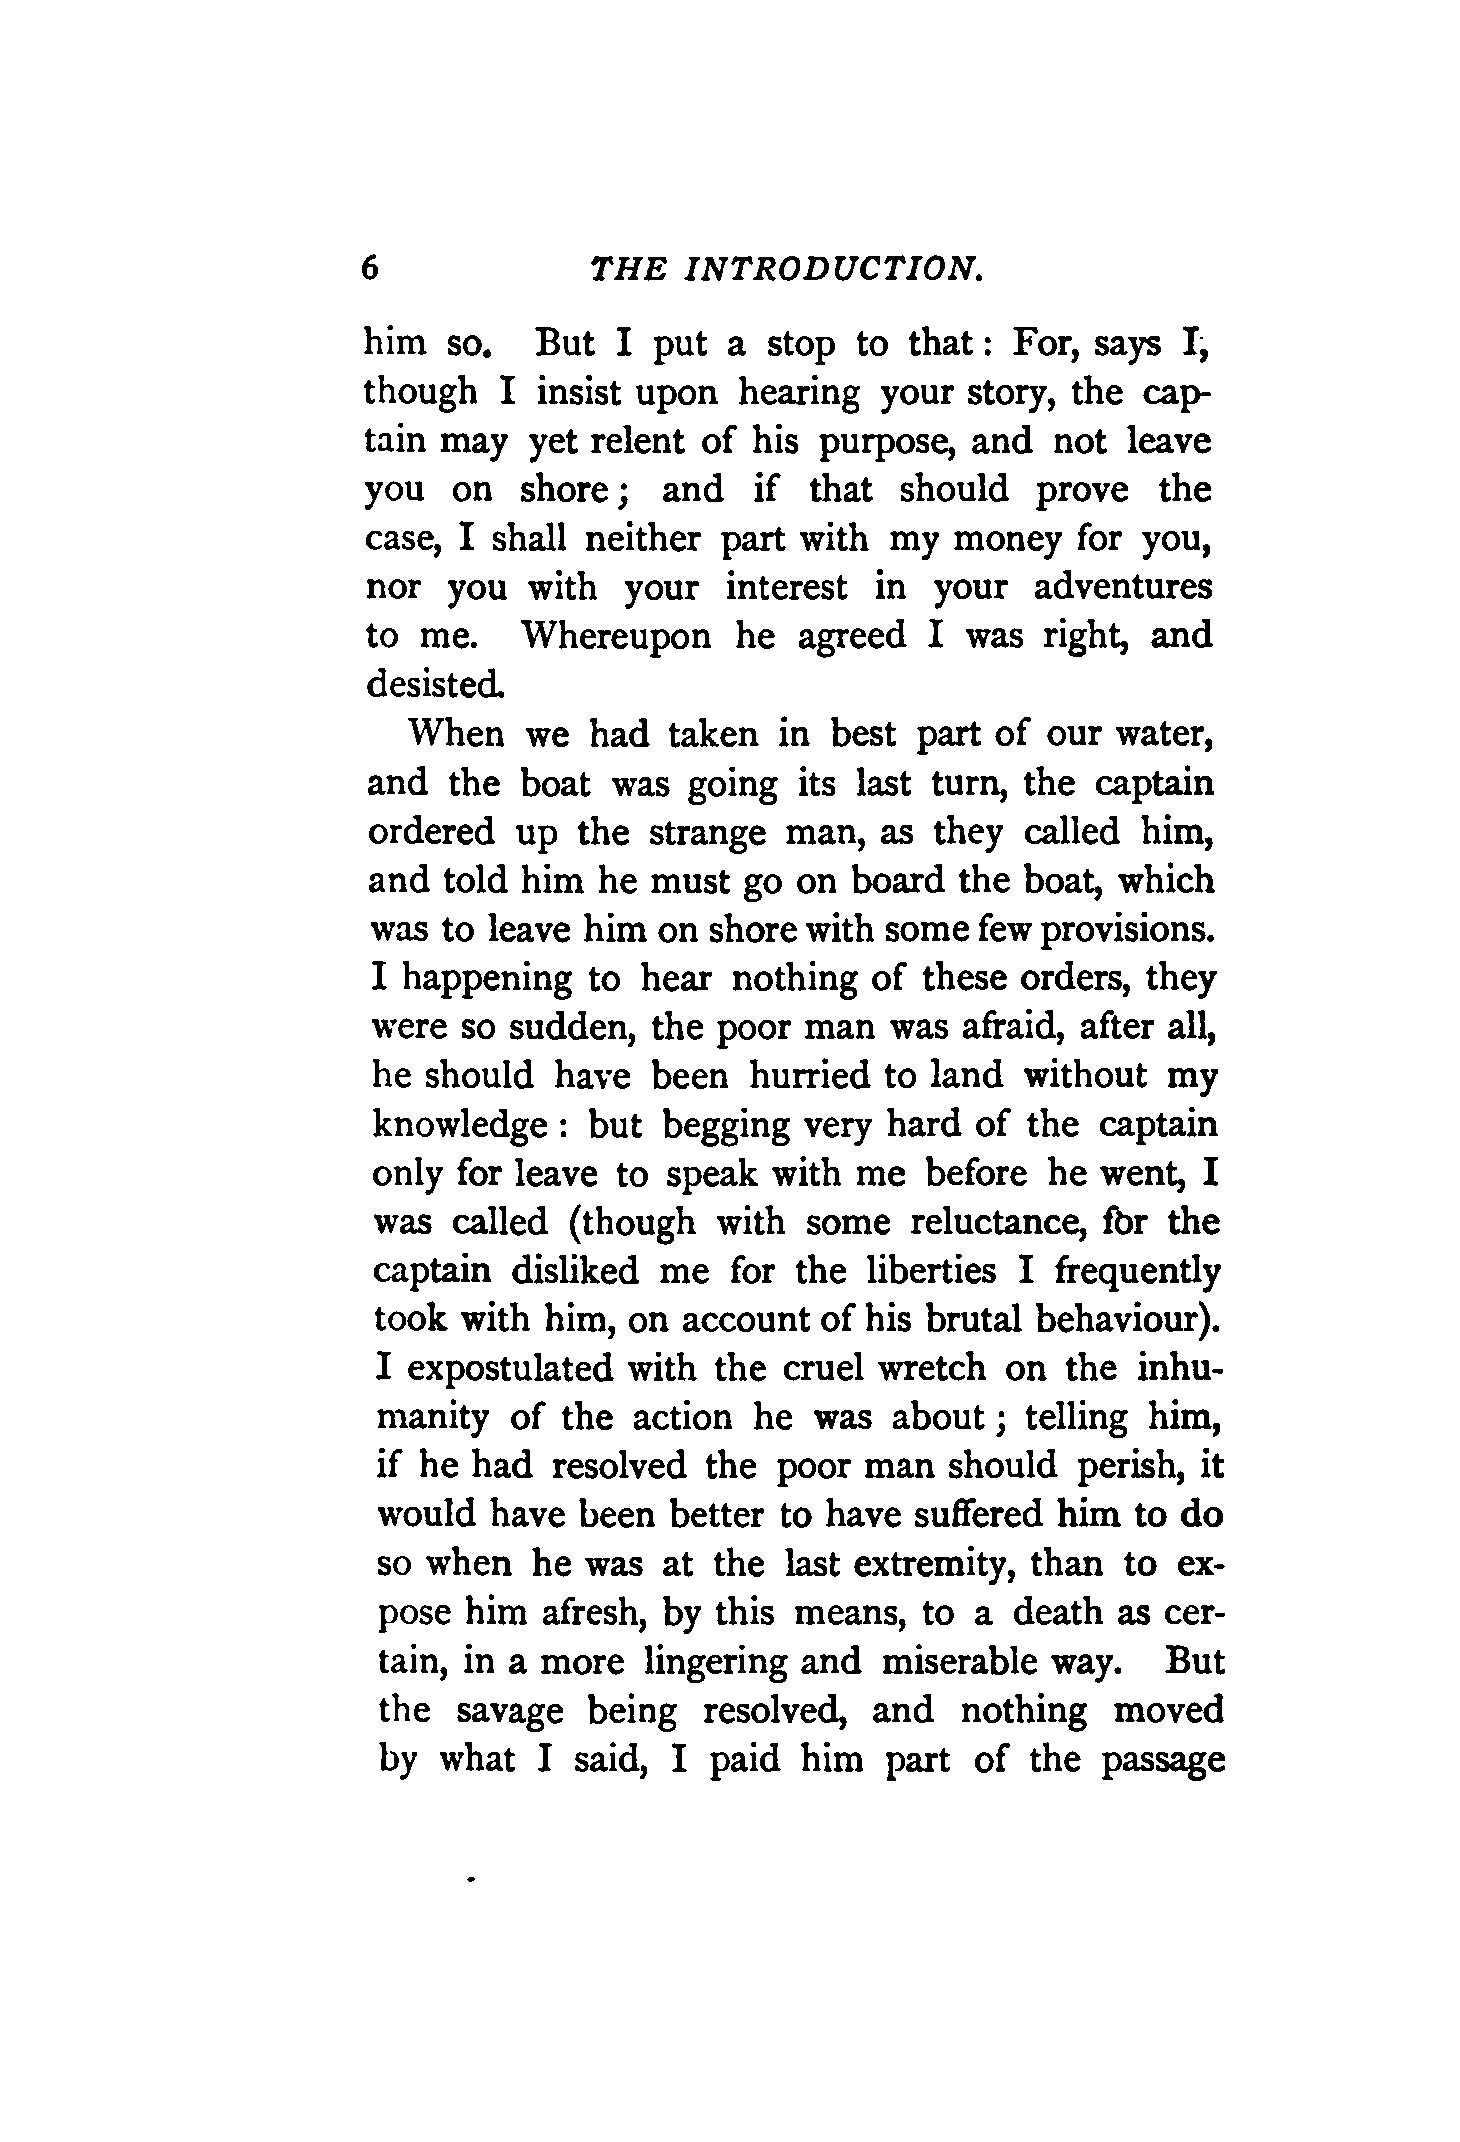 6 THE INTRODUCTION.
him so. But I put a stop to that : For, says I,
though I insist upon hearing your story, the cap-
tain may yet relent of his purpose, and not leave
you on shore ; and if that should prove the
case, I shall neither part with my money for you,
nor you with your interest in your adventures
to me. Whereupon he agreed I was right, and
desisted.
When we had taken in best part of our water,
and the boat was going its last turn, the captain
ordered up the strange man, as they called him,
and told him he must go on board the boat, which
was to leave him on shore with some few provisions.
I happening to hear nothing of these orders, they
were so sudden, the poor man was afraid, after all,
he should have been hurried to land without my
knowledge : but begging very hard of the captain
only for leave to speak with me before he went, I
was called (though with some reluctance, for the
captain disliked me for the liberties I frequently
took with him, on account of his brutal behaviour).
I expostulated with the cruel wretch on the inhu-
manity of the action he was about ; telling him,
if he had resolved the poor man should perish, it
would have been better to have suffered him to do
so when he was at the last extremity, than to ex-
pose him afresh, by this means, to a death as cer-
tain, in a more lingering and miserable way. But
the savage being resolved, and nothing moved
by what I said, I paid him part of the passage